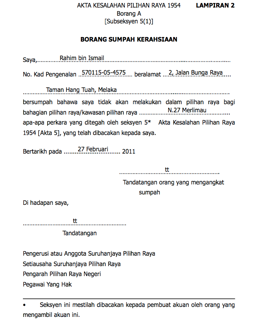 AKTA KESALAHAN PILIHAN RAYA 1954 LAMPIRAN 2
Borang A
[Subseksyen 5(1)]
BORANG SUMPAH KERAHSIAAN
Saya, Rahim bin Ismail
No. Kad Pengenalan 570115-05-4575 beralamat 2, Jalan Bunga Raya
Taman Hang Tuah, Melaka
bersumpah bahawa saya tidak akan melakukan dalam pilihan raya bagi
bahagian pilihan raya/kawasan pilihan raya N.27 Merlimau
apa-apa perkara yang ditegah oleh seksyen 5* Akta Kesalahan Pilihan Raya
1954 [Akta 5], yang telah dibacakan kepada saya.
Bertarikh pada 27 Februari 2011
tt
Tandatangan orang yang mengangkat
sumpah
Di hadapan saya,
tt
Tandatangan
Pengerusi atau Anggota Suruhanjaya Pilihan Raya
Setiausaha Suruhanjaya Pilihan Raya
Pengarah Pilihan Raya Negeri
Pegawai Yang Hak
• Seksyen ini mestilah dibacakan kepada pembuat akuan oleh orang yang
mengambil akuan ini.